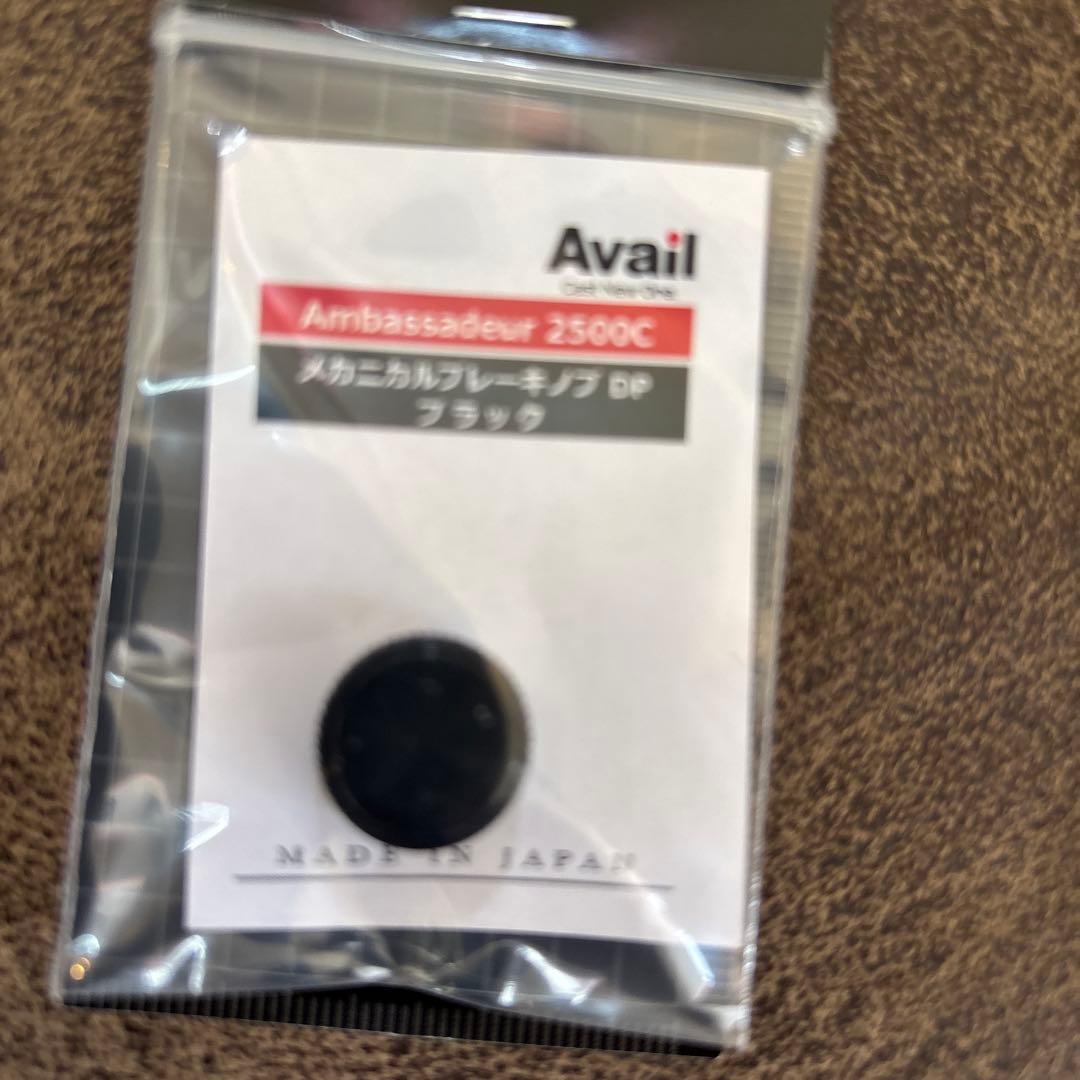 Avail
Cast New One.
Ambassadeur 2500C
メカニカルブレーキノブ DP
ブラック
MADE IN JAPAN